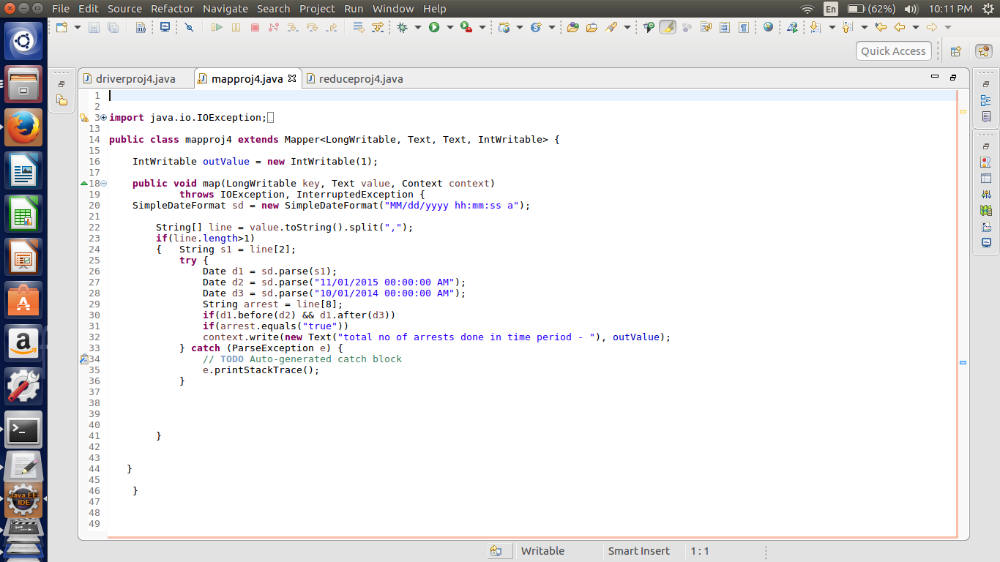 File Edit Source Refactor Navigate Search Project Run Window Help
En (62%) 10:11 PM
010
Quick Access
driverproj4.java mapproj4.java reduceproj4.java
1
2
3 import java.io.IOException;
13
14 public class mapproj4 extends Mapper<LongWritable, Text, Text, IntWritable> {
15
16 IntWritable outValue = new IntWritable(1);
17
18 public void map(LongWritable key, Text value, Context context)
19 throws IOException, InterruptedException {
20 SimpleDateFormat sd = new SimpleDateFormat("MM/dd/yyyy hh:mm:ss a");
21
22 String[] line = value.toString().split(",");
23 if(line.length>1)
24 { String s1 = line[2];
25 try {
26 Date d1 = sd.parse(s1);
27 Date d2 = sd.parse("11/01/2015 00:00:00 AM");
28 Date d3 = sd.parse("10/01/2014 00:00:00 AM");
29 String arrest = line[8];
30 if(d1.before(d2) && d1.after(d3))
31 if(arrest.equals("true"))
32 context.write(new Text("total no of arrests done in time period - "), outValue);
33 } catch (ParseException e) {
34 // TODO Auto-generated catch block
35 e.printStackTrace();
36 }
37
38
39
40
41 }
42
43
44 }
45
46 }
47
48
49
Java EE
IDE
Writable Smart Insert 1 : 1